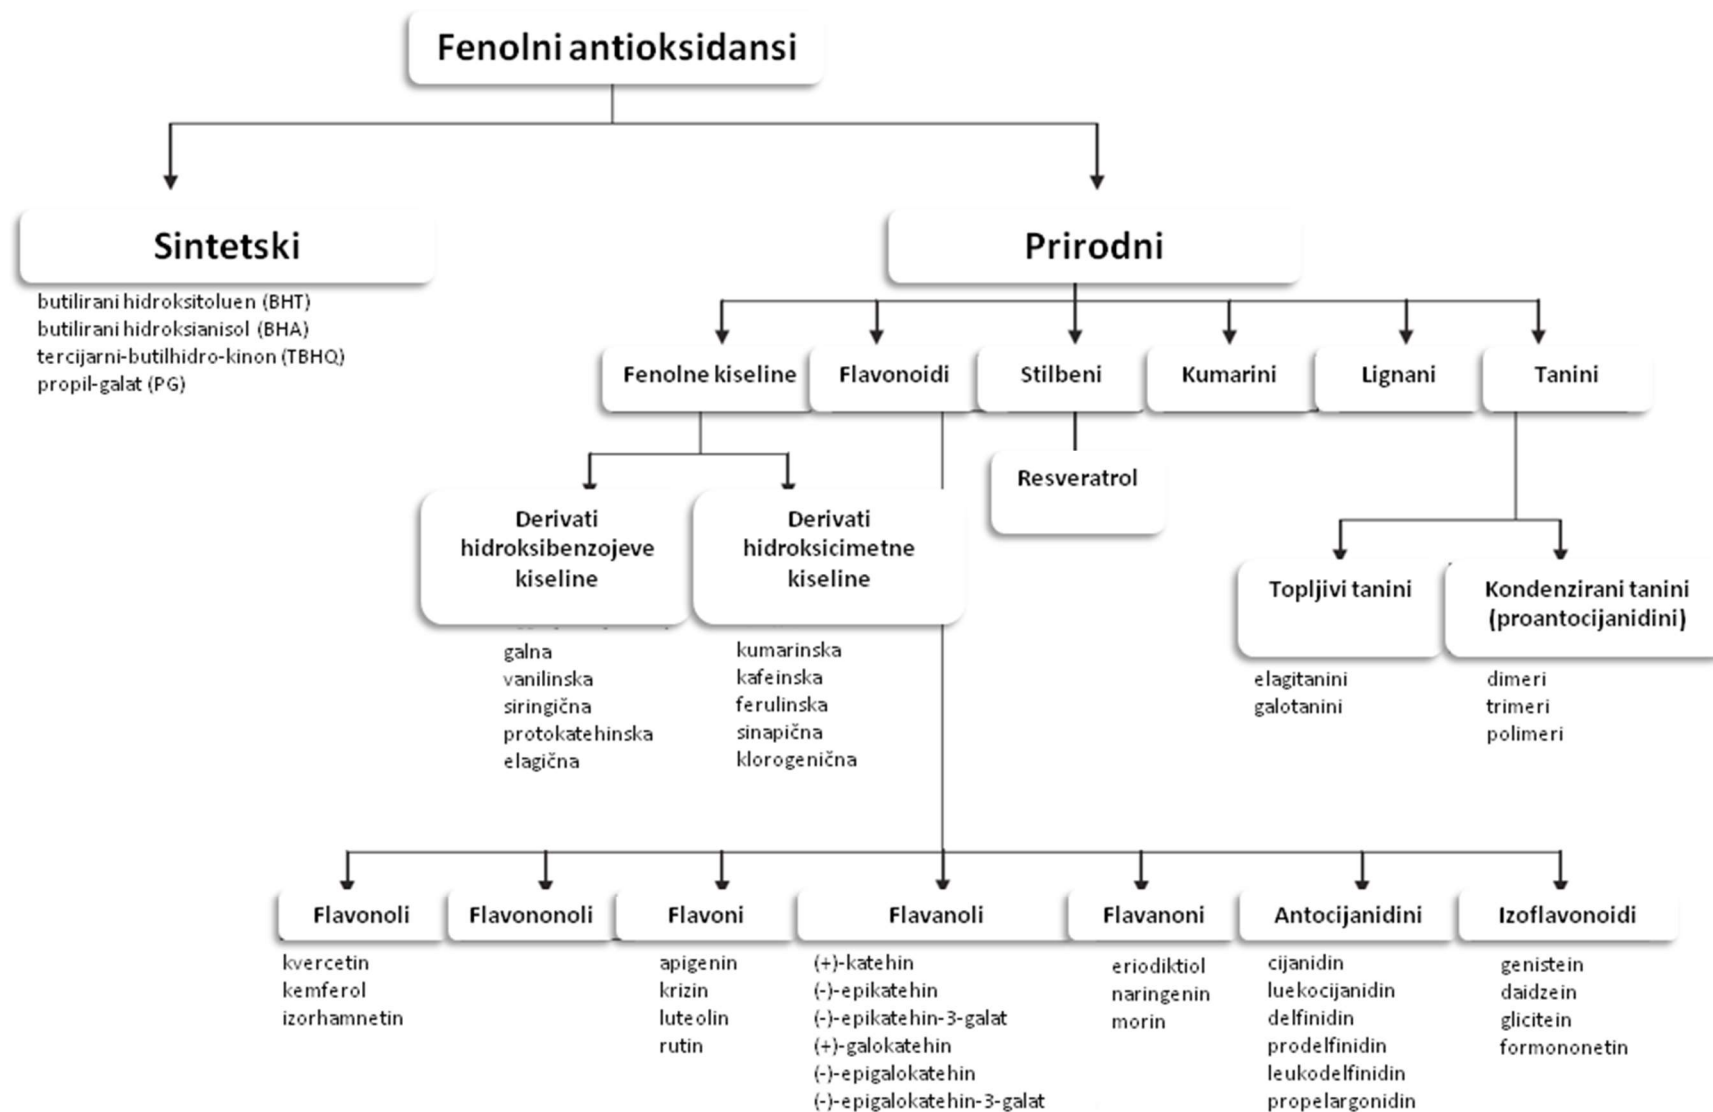 Fenolni antioksidansi
Sintetski
butilirani hidroksitoluen (BHT)
butilirani hidroksianisol (BHA)
tercijarni-butilhidro-kinon (TBHQ)
propil-galat (PG)
Prirodni
Fenolne kiseline
Flavonoidi
Stilbeni
Kumarini
Lignani
Tanini
Resveratrol
Derivati
hidroksibenzojeve
kiseline
galna
vanilinska
siringična
protokatehinska
elagična
Derivati
hidroksicimetne
kiseline
kumarinska
kafeinska
ferulinska
sinapična
klorogenična
Topljivi tanini
elagitanini
galotanini
Kondenzirani tanini
(proantocijanidini)
dimeri
trimeri
polimeri
Flavonoli
kvercetin
kemferol
izorhamnetin
Flavononoli
Flavoni
apigenin
krizin
luteolin
rutin
Flavanoli
(+)-katehin
(-)-epikatehin
(-)-epikatehin-3-galat
(+)-galokatehin
(-)-epigalokatehin
(-)-epigalokatehin-3-galat
Flavanoni
eriodiktiol
naringenin
morin
Antocijanidini
cijanidin
luekocijanidin
delfinidin
prodelfinidin
leukodelfinidin
propelargonidin
Izoflavonoidi
genistein
daidzein
glicitein
formononetin